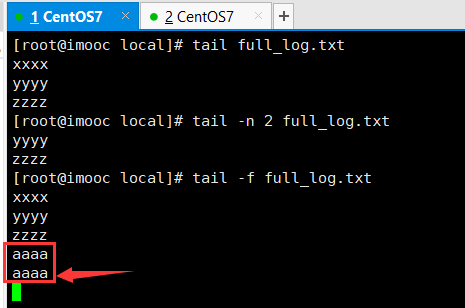 1 CentOS7 × 2 CentOS7 × +
[root@imooc local]# tail full_log.txt
xxxx
yyyy
zzzz
[root@imooc local]# tail -n 2 full_log.txt
yyyy
zzzz
[root@imooc local]# tail -f full_log.txt
xxxx
yyyy
zzzz
aaaa
aaaa